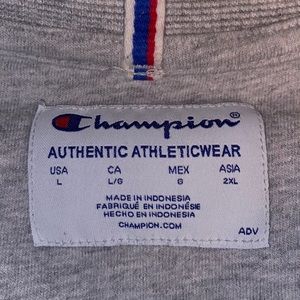 Champion
AUTHENTIC ATHLETICWEAR
USA CA MEX ASIA
L L/G G 2XL
MADE IN INDONESIA
FABRIQUÉ EN INDONÉSIE
HECHO EN INDONESIA
CHAMPION.COM
ADV